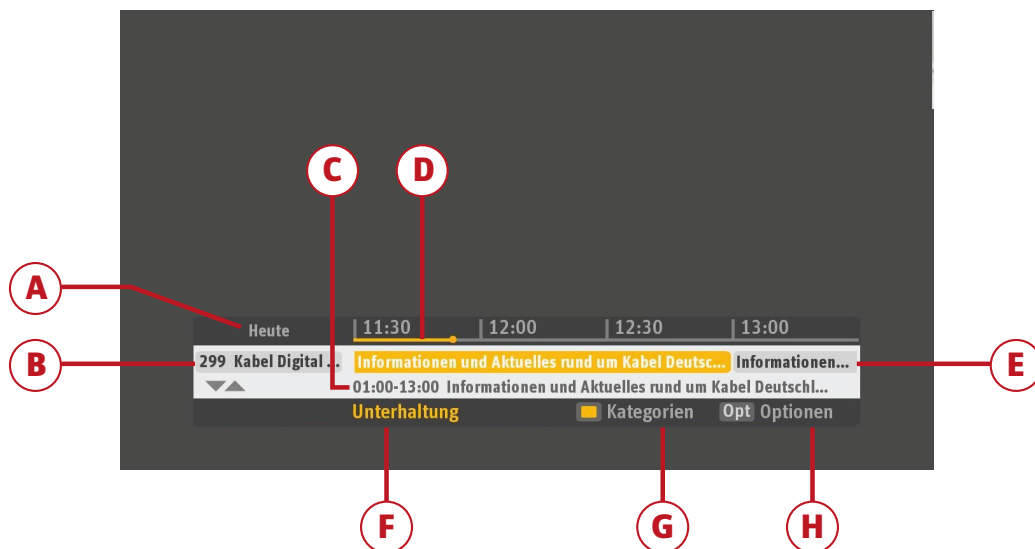 C D
A
Heute 11:30 12:00 12:30 13:00
B 299 Kabel Digital ... Informationen und Aktuelles rund um Kabel Deutsc... Informationen... E
01:00-13:00 Informationen und Aktuelles rund um Kabel Deutschl...
Unterhaltung Kategorien Opt Optionen
F G H